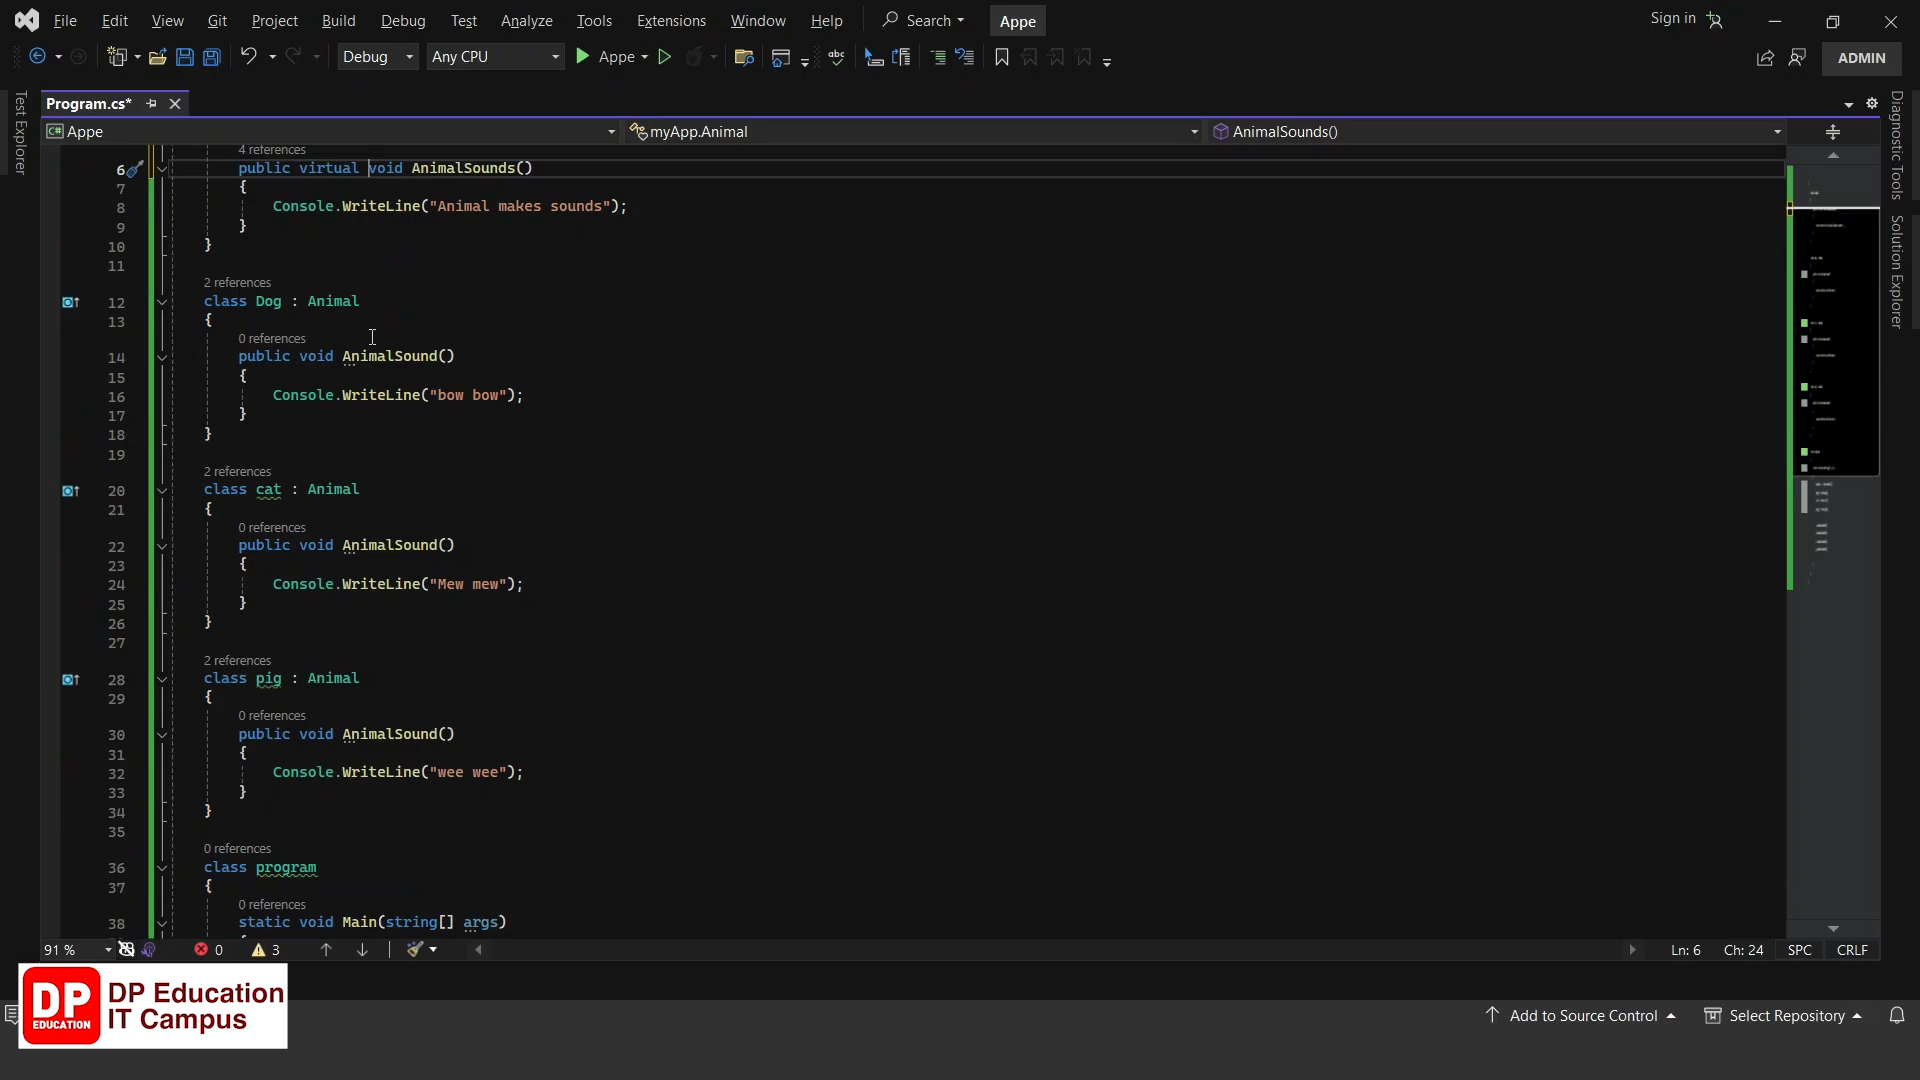 File Edit View Git Project Build Debug Test Analyze Tools Extensions Window Help Search Appe Sign in
Debug Any CPU Appe ADMIN
Test Explorer
Program.cs*
Appe myApp.Animal AnimalSounds()
Diagnostic Tools
Solution Explorer
4 references
6 public virtual void AnimalSounds()
7 {
8 Console.WriteLine("Animal makes sounds");
9 }
10 }
11
2 references
12 class Dog : Animal
13 {
0 references
14 public void AnimalSound()
15 {
16 Console.WriteLine("bow bow");
17 }
18 }
19
2 references
20 class cat : Animal
21 {
0 references
22 public void AnimalSound()
23 {
24 Console.WriteLine("Mew mew");
25 }
26 }
27
2 references
28 class pig : Animal
29 {
0 references
30 public void AnimalSound()
31 {
32 Console.WriteLine("wee wee");
33 }
34 }
35
0 references
36 class program
37 {
0 references
38 static void Main(string[] args)
91 % 0 3 Ln: 6 Ch: 24 SPC CRLF
DP EDUCATION
DP Education
IT Campus
Add to Source Control Select Repository